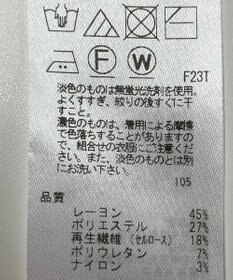 F
W
F23T
淡色のものは無蛍光洗剤を使用。
よくすすぎ、絞りの後すぐに干
すこと。
濃色のものは、着用による摩擦
で色落ちすることがありますの
で、組合せの衣服にご注意くだ
さい。また、淡色のものとは別
にお洗い下さい。
105
品質
レーヨン 45%
ポリエステル 27%
再生繊維(セルロース) 18%
ポリウレタン 7%
ナイロン 3%